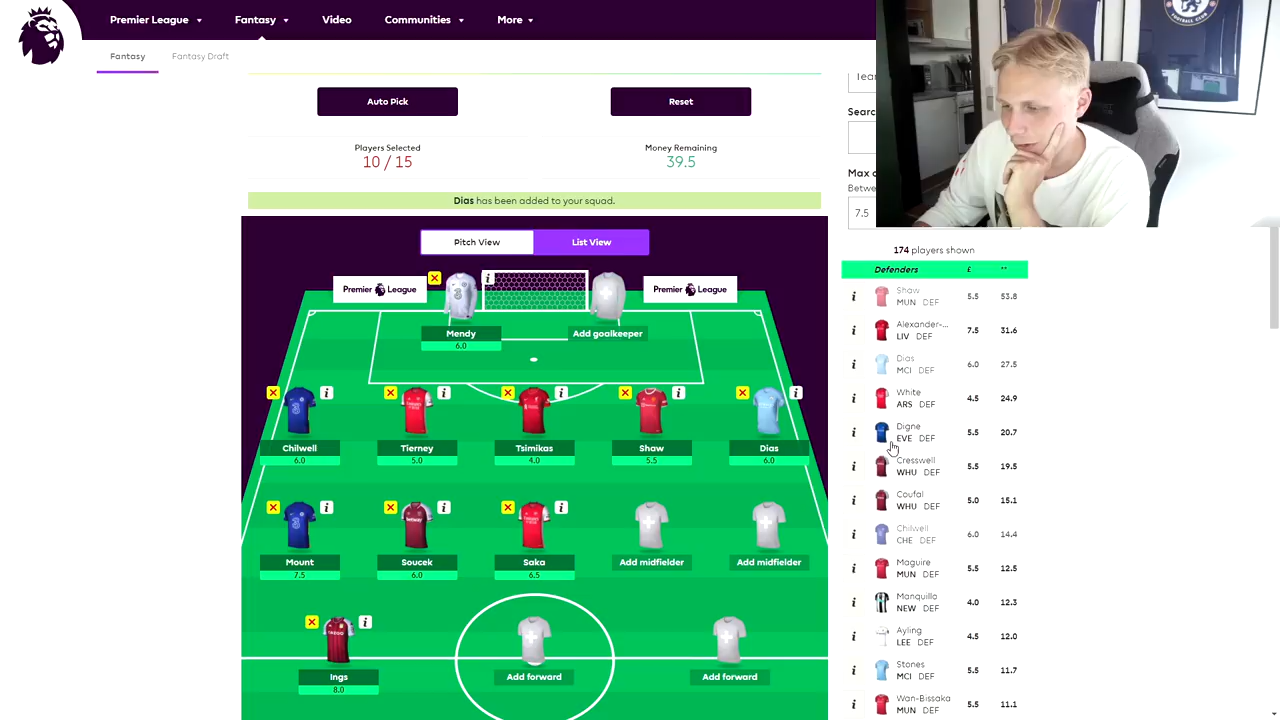 Premier League Fantasy Video Communities More
Fantasy Fantasy Draft
Auto Pick Reset
Players Selected Money Remaining
10 / 15 39.5
Dias has been added to your squad.
Pitch View List View
Premier League Premier League
Mendy Add goalkeeper
6.0
Chilwell Tierney Tsimikas Shaw Dias
6.0 5.0 4.0 5.5 6.0
Mount Soucek Saka Add midfielder Add midfielder
7.5 6.0 6.5
Ings Add forward Add forward
8.0
Betwe
7.5
174 players shown
Defenders £ **
Shaw
MUN DEF 5.5 53.8
Alexander-...
LIV DEF 7.5 31.6
Dias
MCI DEF 6.0 27.5
White
ARS DEF 4.5 24.9
Digne
EVE DEF 5.5 20.7
Cresswell
WHU DEF 5.5 19.5
Coufal
WHU DEF 5.0 15.1
Chilwell
CHE DEF 6.0 14.4
Maguire
MUN DEF 5.5 12.5
Manquillo
NEW DEF 4.0 12.3
Ayling
LEE DEF 4.5 12.0
Stones
MCI DEF 5.5 11.7
Wan-Bissaka
MUN DEF 5.5 11.1